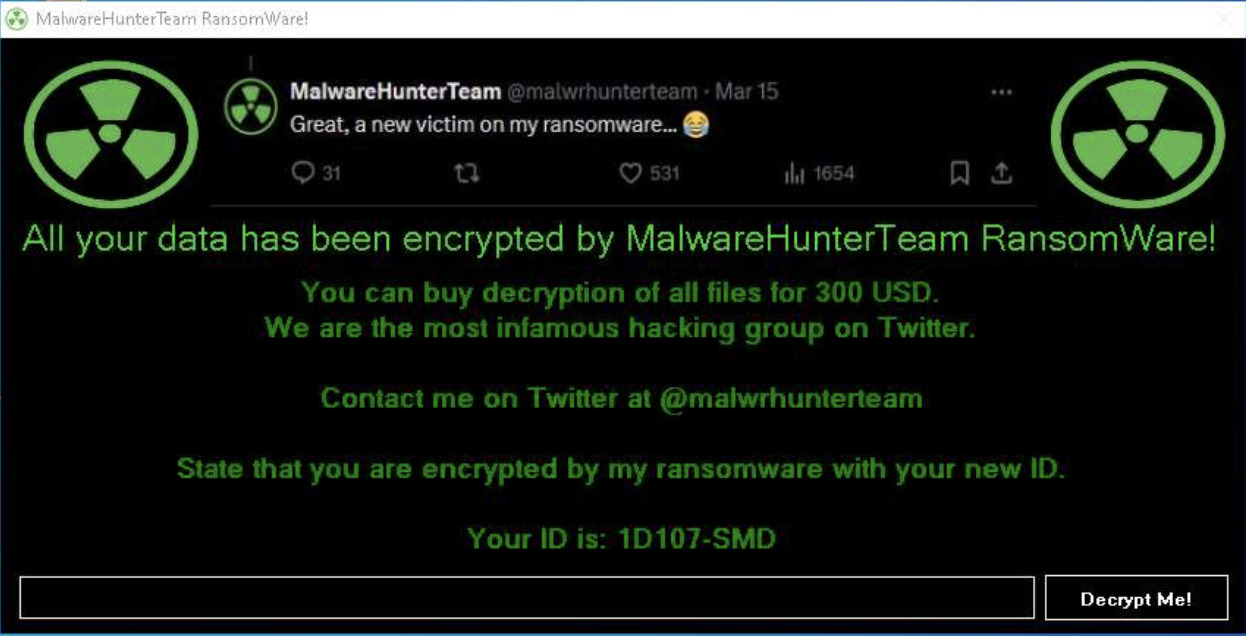 MalwareHunterTeam RansomWare!
MalwareHunterTeam @malwrhunterteam · Mar 15
Great, a new victim on my ransomware... 😂
31 531 1654
All your data has been encrypted by MalwareHunterTeam RansomWare!
You can buy decryption of all files for 300 USD.
We are the most infamous hacking group on Twitter.
Contact me on Twitter at @malwrhunterteam
State that you are encrypted by my ransomware with your new ID.
Your ID is: 1D107-SMD
Decrypt Me!